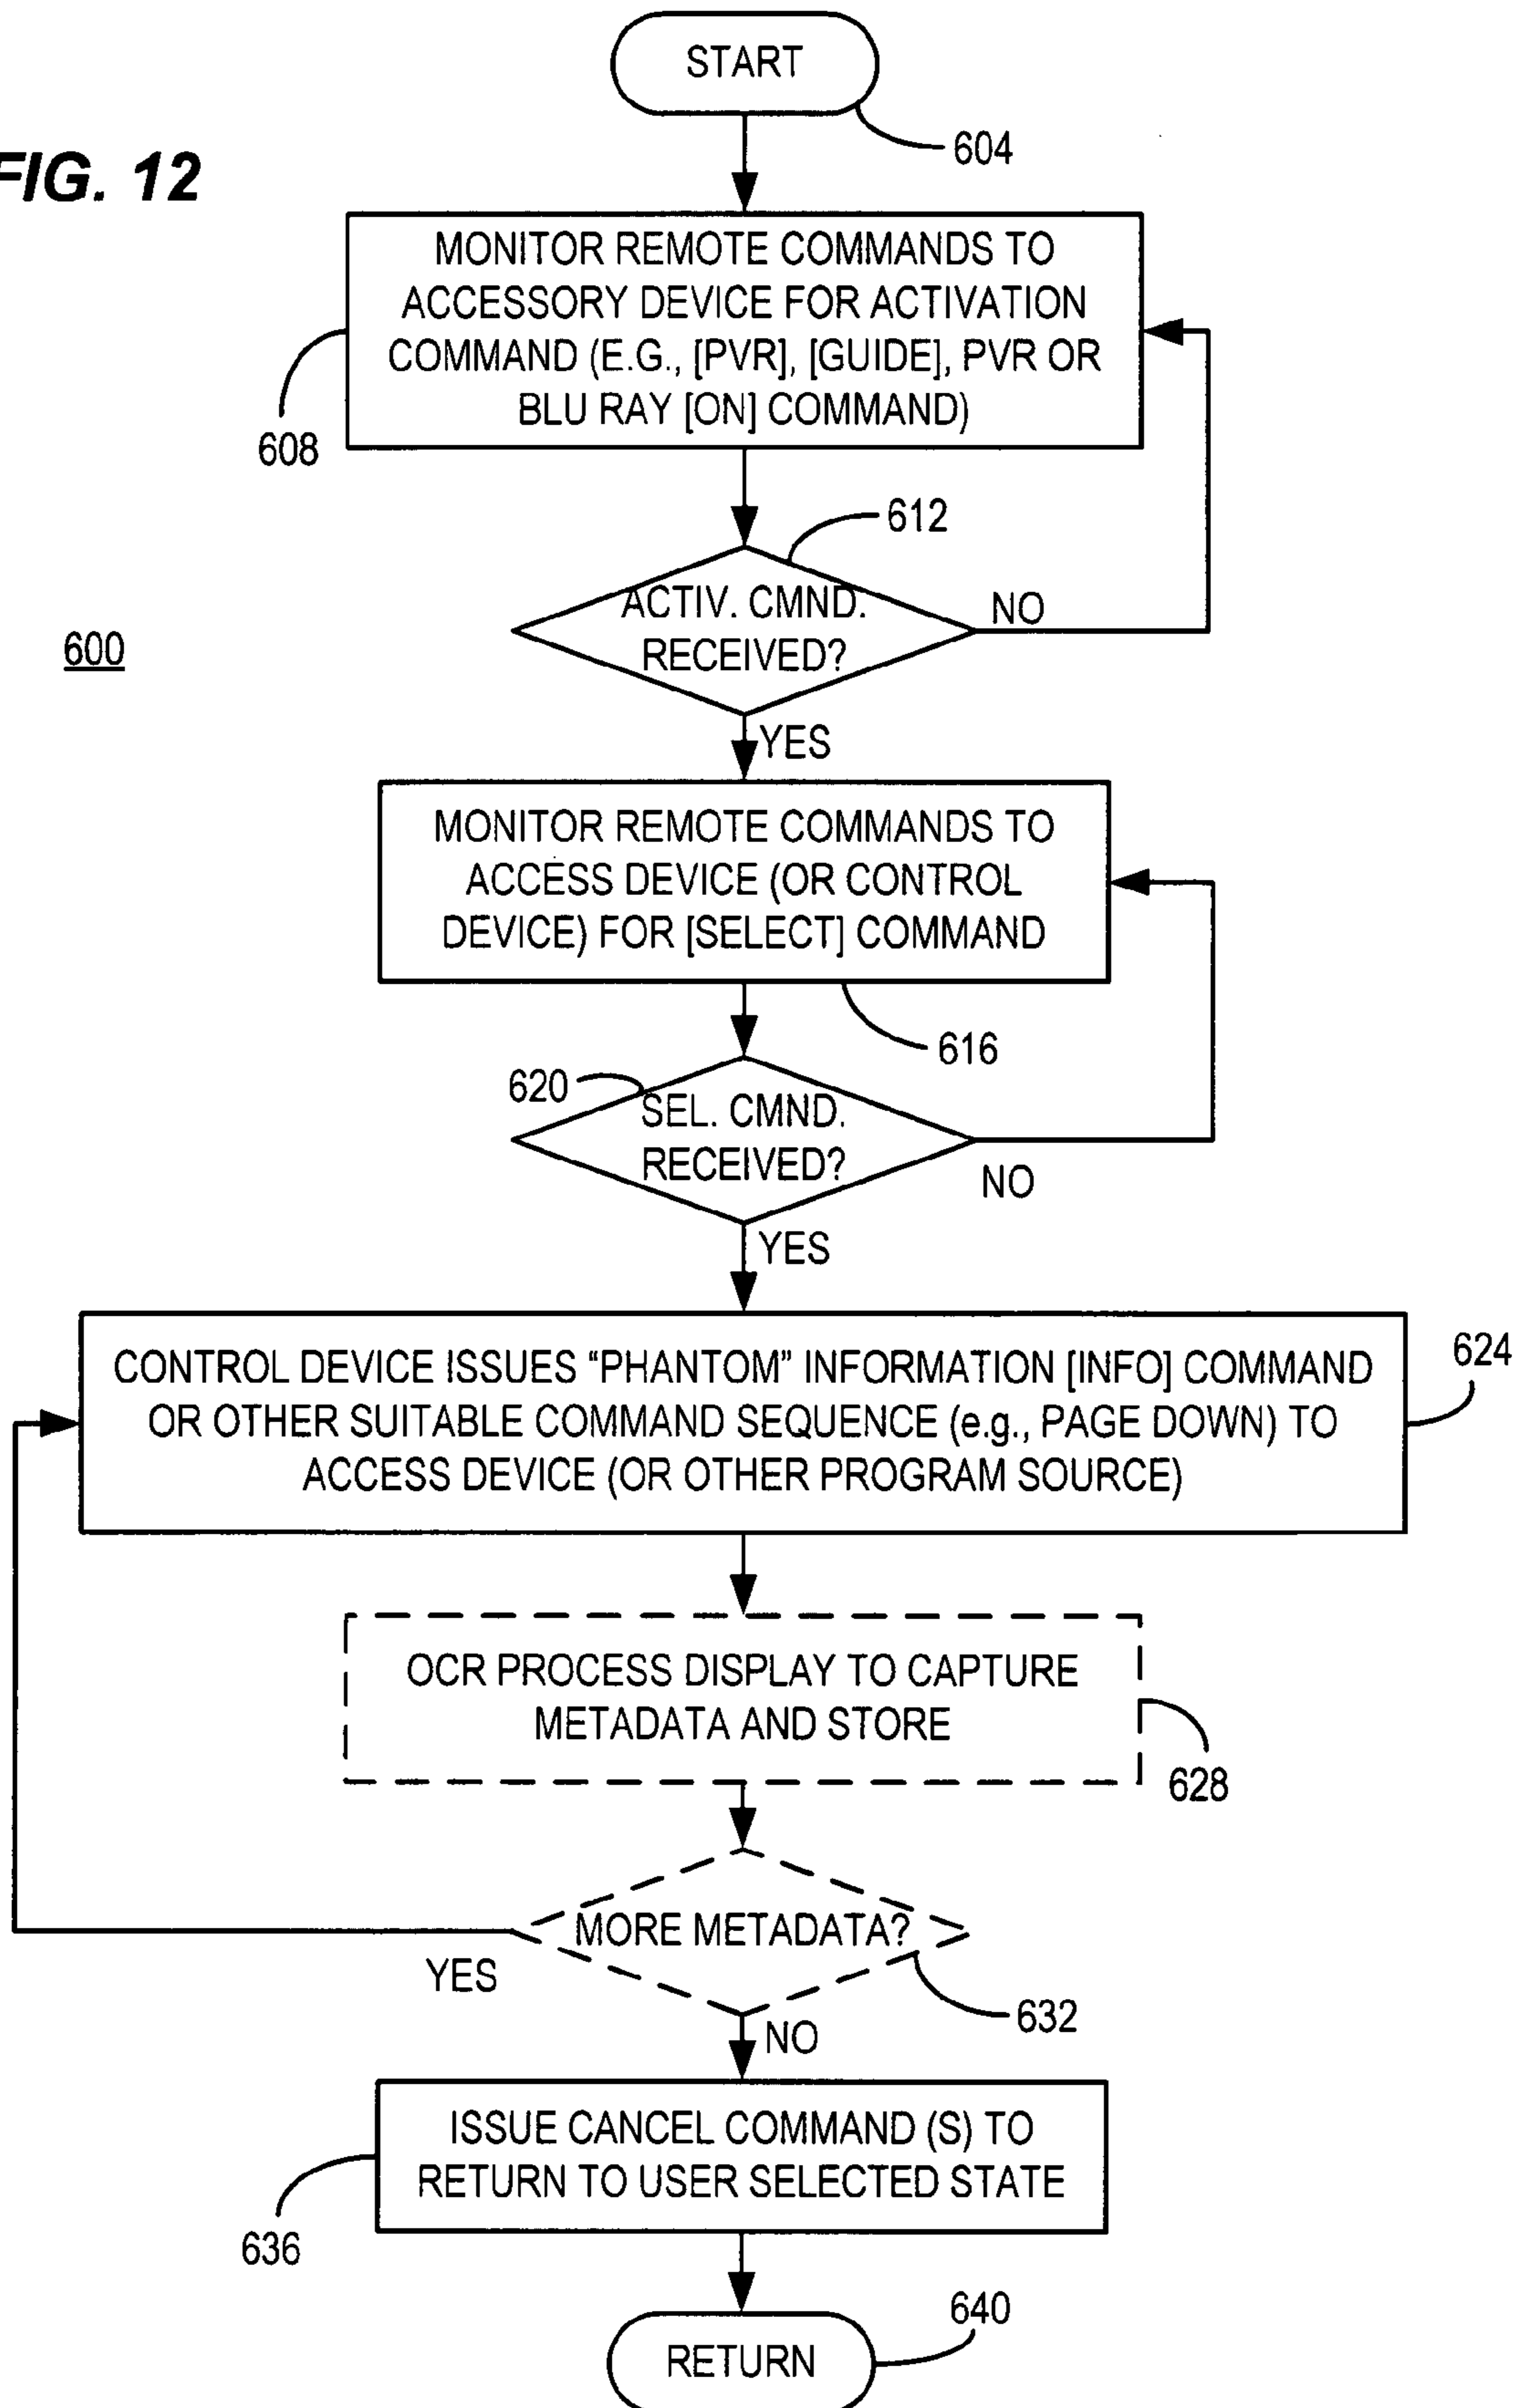 START
604
FIG. 12
MONITOR REMOTE COMMANDS TO
ACCESSORY DEVICE FOR ACTIVATION
COMMAND (E.G., [PVR], [GUIDE], PVR OR
BLU RAY [ON] COMMAND)
608
612
ACTIV. CMND.
RECEIVED?
NO
600
YES
MONITOR REMOTE COMMANDS TO
ACCESS DEVICE (OR CONTROL
DEVICE) FOR [SELECT] COMMAND
616
620
SEL. CMND.
RECEIVED?
NO
YES
CONTROL DEVICE ISSUES “PHANTOM” INFORMATION [INFO] COMMAND
OR OTHER SUITABLE COMMAND SEQUENCE (e.g., PAGE DOWN) TO
ACCESS DEVICE (OR OTHER PROGRAM SOURCE)
624
OCR PROCESS DISPLAY TO CAPTURE
METADATA AND STORE
628
MORE METADATA?
YES
632
NO
ISSUE CANCEL COMMAND (S) TO
RETURN TO USER SELECTED STATE
636
640
RETURN